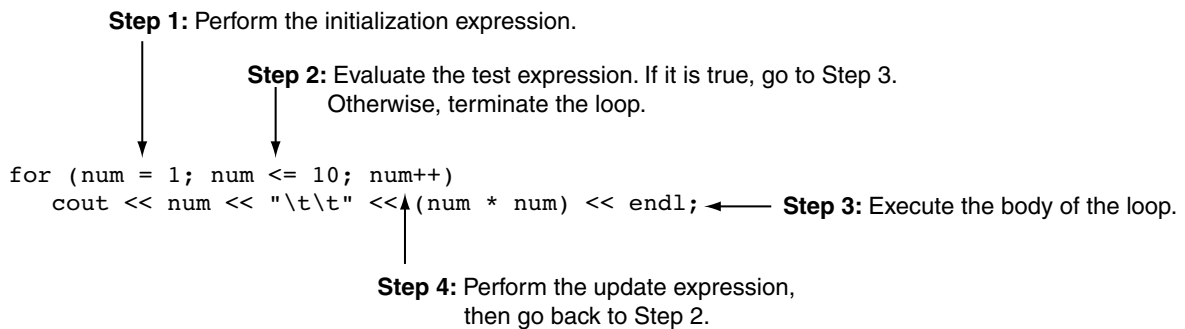 Step 1: Perform the initialization expression.
Step 2: Evaluate the test expression. If it is true, go to Step 3.
Otherwise, terminate the loop.
for (num = 1; num <= 10; num++)
cout << num << "\t\t" << (num * num) << endl;
Step 3: Execute the body of the loop.
Step 4: Perform the update expression,
then go back to Step 2.